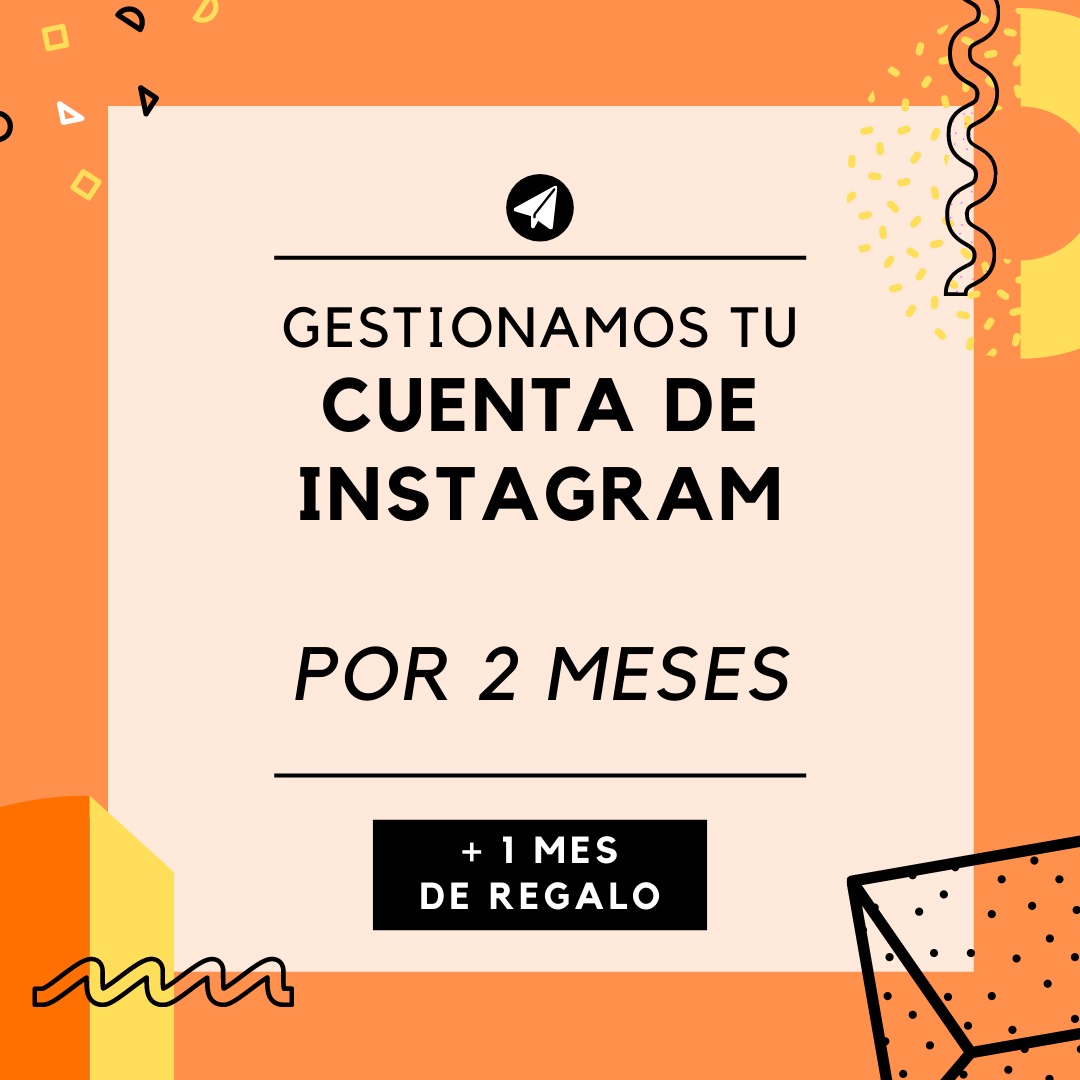 GESTIONAMOS TU
CUENTA DE
INSTAGRAM
POR 2 MESES
+ 1 MES
DE REGALO